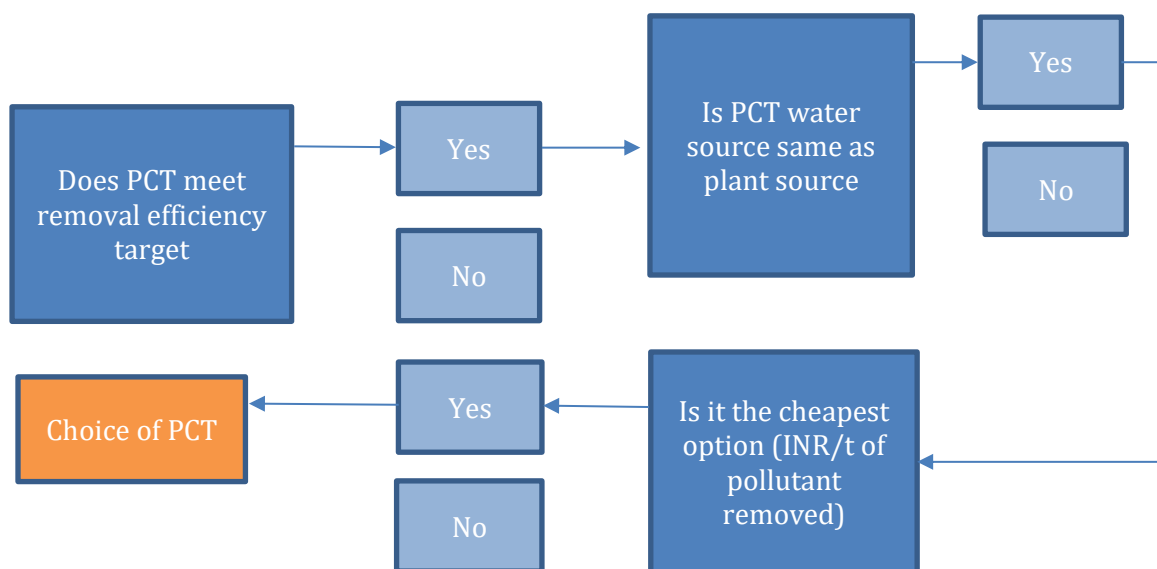 Does PCT meet
removal efficiency
target
Yes
No
Is PCT water
source same as
plant source
Yes
No
Is it the cheapest
option (INR/t of
pollutant
removed)
Yes
No
Choice of PCT